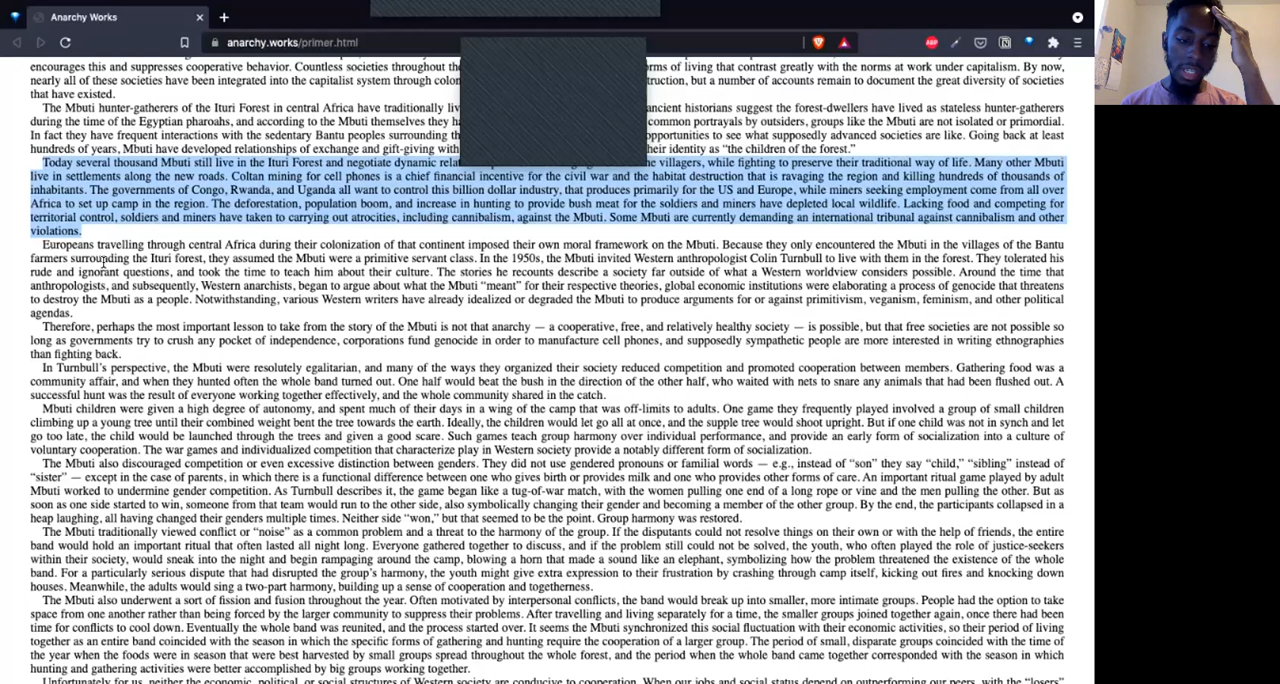 Anarchy Works
anarchy.works/primer.html
encourages this and suppresses cooperative behavior. Countless societies throughout the rms of living that contrast greatly with the norms at work under capitalism. By now,
nearly all of these societies have been integrated into the capitalist system through colon truction, but a number of accounts remain to document the great diversity of societies
that have existed.
The Mbuti hunter-gatherers of the Ituri Forest in central Africa have traditionally liv ancient historians suggest the forest-dwellers have lived as stateless hunter-gatherers
during the time of the Egyptian pharoahs, and according to the Mbuti themselves they ha common portrayals by outsiders, groups like the Mbuti are not isolated or primordial.
In fact they have frequent interactions with the sedentary Bantu peoples surrounding the opportunities to see what supposedly advanced societies are like. Going back at least
hundreds of years, Mbuti have developed relationships of exchange and gift-giving with heir identity as “the children of the forest.”
Today several thousand Mbuti still live in the Ituri Forest and negotiate dynamic rela he villagers, while fighting to preserve their traditional way of life. Many other Mbuti
live in settlements along the new roads. Coltan mining for cell phones is a chief financial incentive for the civil war and the habitat destruction that is ravaging the region and killing hundreds of thousands of
inhabitants. The governments of Congo, Rwanda, and Uganda all want to control this billion dollar industry, that produces primarily for the US and Europe, while miners seeking employment come from all over
Africa to set up camp in the region. The deforestation, population boom, and increase in hunting to provide bush meat for the soldiers and miners have depleted local wildlife. Lacking food and competing for
territorial control, soldiers and miners have taken to carrying out atrocities, including cannibalism, against the Mbuti. Some Mbuti are currently demanding an international tribunal against cannibalism and other
violations.
Europeans travelling through central Africa during their colonization of that continent imposed their own moral framework on the Mbuti. Because they only encountered the Mbuti in the villages of the Bantu
farmers surrounding the Ituri forest, they assumed the Mbuti were a primitive servant class. In the 1950s, the Mbuti invited Western anthropologist Colin Turnbull to live with them in the forest. They tolerated his
rude and ignorant questions, and took the time to teach him about their culture. The stories he recounts describe a society far outside of what a Western worldview considers possible. Around the time that
anthropologists, and subsequently, Western anarchists, began to argue about what the Mbuti “meant” for their respective theories, global economic institutions were elaborating a process of genocide that threatens
to destroy the Mbuti as a people. Notwithstanding, various Western writers have already idealized or degraded the Mbuti to produce arguments for or against primitivism, veganism, feminism, and other political
agendas.
Therefore, perhaps the most important lesson to take from the story of the Mbuti is not that anarchy — a cooperative, free, and relatively healthy society — is possible, but that free societies are not possible so
long as governments try to crush any pocket of independence, corporations fund genocide in order to manufacture cell phones, and supposedly sympathetic people are more interested in writing ethnographies
than fighting back.
In Turnbull’s perspective, the Mbuti were resolutely egalitarian, and many of the ways they organized their society reduced competition and promoted cooperation between members. Gathering food was a
community affair, and when they hunted often the whole band turned out. One half would beat the bush in the direction of the other half, who waited with nets to snare any animals that had been flushed out. A
successful hunt was the result of everyone working together effectively, and the whole community shared in the catch.
Mbuti children were given a high degree of autonomy, and spent much of their days in a wing of the camp that was off-limits to adults. One game they frequently played involved a group of small children
climbing up a young tree until their combined weight bent the tree towards the earth. Ideally, the children would let go all at once, and the supple tree would shoot upright. But if one child was not in synch and let
go too late, the child would be launched through the trees and given a good scare. Such games teach group harmony over individual performance, and provide an early form of socialization into a culture of
voluntary cooperation. The war games and individualized competition that characterize play in Western society provide a notably different form of socialization.
The Mbuti also discouraged competition or even excessive distinction between genders. They did not use gendered pronouns or familial words — e.g., instead of “son” they say “child,” “sibling” instead of
“sister” — except in the case of parents, in which there is a functional difference between one who gives birth or provides milk and one who provides other forms of care. An important ritual game played by adult
Mbuti worked to undermine gender competition. As Turnbull describes it, the game began like a tug-of-war match, with the women pulling one end of a long rope or vine and the men pulling the other. But as
soon as one side started to win, someone from that team would run to the other side, also symbolically changing their gender and becoming a member of the other group. By the end, the participants collapsed in a
heap laughing, all having changed their genders multiple times. Neither side “won,” but that seemed to be the point. Group harmony was restored.
The Mbuti traditionally viewed conflict or “noise” as a common problem and a threat to the harmony of the group. If the disputants could not resolve things on their own or with the help of friends, the entire
band would hold an important ritual that often lasted all night long. Everyone gathered together to discuss, and if the problem still could not be solved, the youth, who often played the role of justice-seekers
within their society, would sneak into the night and begin rampaging around the camp, blowing a horn that made a sound like an elephant, symbolizing how the problem threatened the existence of the whole
band. For a particularly serious dispute that had disrupted the group’s harmony, the youth might give extra expression to their frustration by crashing through camp itself, kicking out fires and knocking down
houses. Meanwhile, the adults would sing a two-part harmony, building up a sense of cooperation and togetherness.
The Mbuti also underwent a sort of fission and fusion throughout the year. Often motivated by interpersonal conflicts, the band would break up into smaller, more intimate groups. People had the option to take
space from one another rather than being forced by the larger community to suppress their problems. After travelling and living separately for a time, the smaller groups joined together again, once there had been
time for conflicts to cool down. Eventually the whole band was reunited, and the process started over. It seems the Mbuti synchronized this social fluctuation with their economic activities, so their period of living
together as an entire band coincided with the season in which the specific forms of gathering and hunting require the cooperation of a larger group. The period of small, disparate groups coincided with the time of
the year when the foods were in season that were best harvested by small groups spread throughout the whole forest, and the period when the whole band came together corresponded with the season in which
hunting and gathering activities were better accomplished by big groups working together.
Unfortunately for us, neither the economic, political, or social structures of Western society are conducive to cooperation. When our jobs and social status depend on outperforming our peers, with the “losers”